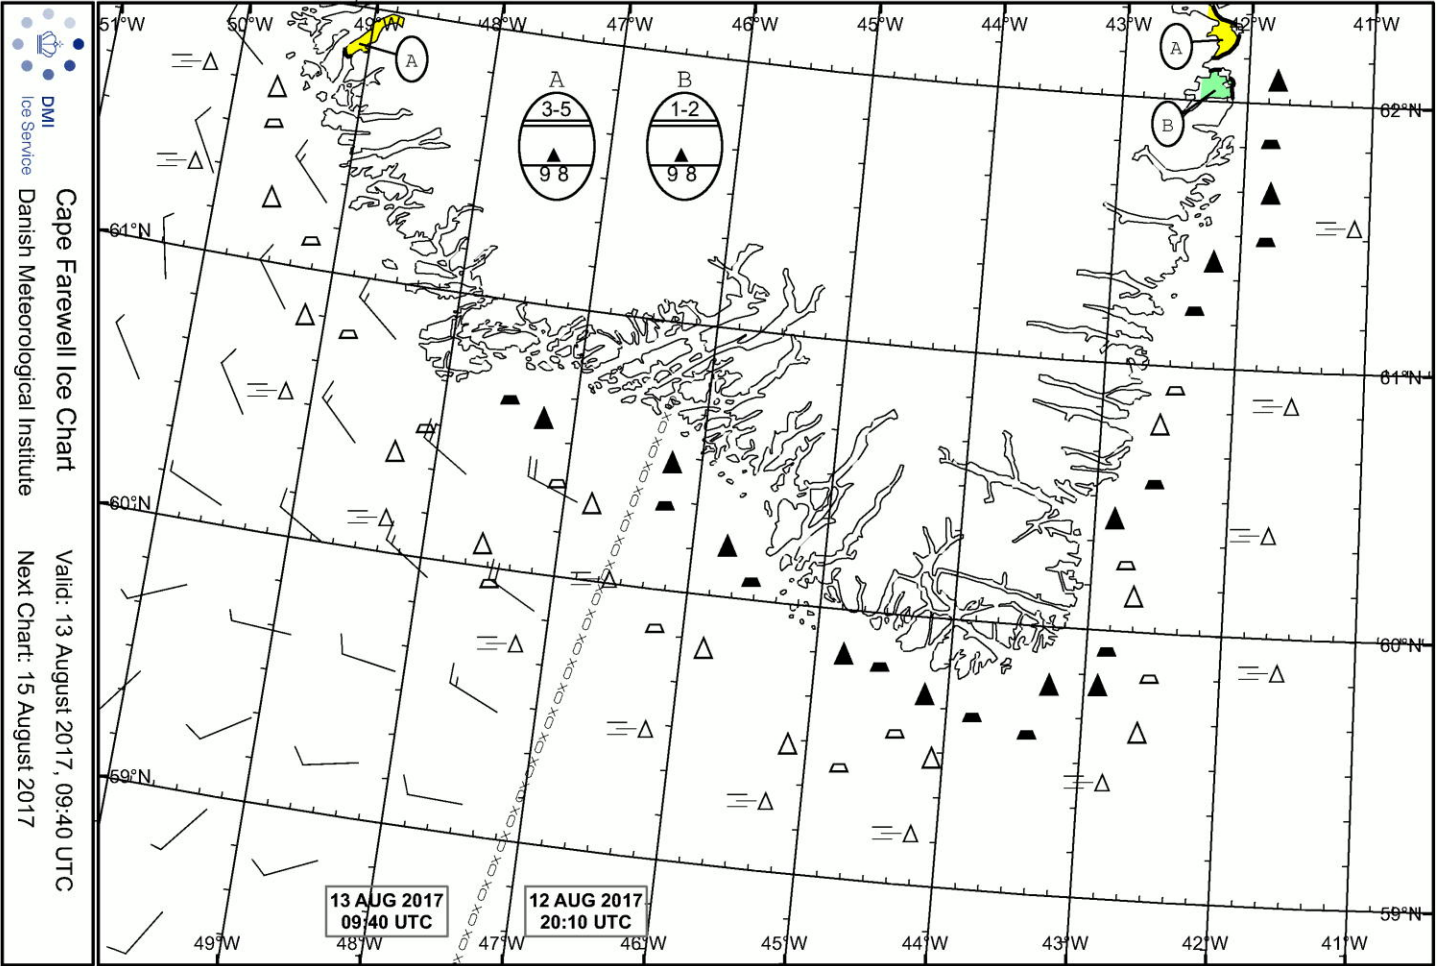 DMI
Ice Service
Cape Farewell Ice Chart
Danish Meteorological Institute
Valid: 13 August 2017, 09:40 UTC
Next Chart: 15 August 2017
51°W 50°W 49°W 48°W 47°W 46°W 45°W 44°W 43°W 42°W 41°W
A
A
A B
3-5 1-2
9 8 9 8
B
62°N
61°N
61°N
60°N
60°N
59°N
59°N
13 AUG 2017
09:40 UTC
12 AUG 2017
20:10 UTC
49°W 48°W 47°W 46°W 45°W 44°W 43°W 42°W 41°W